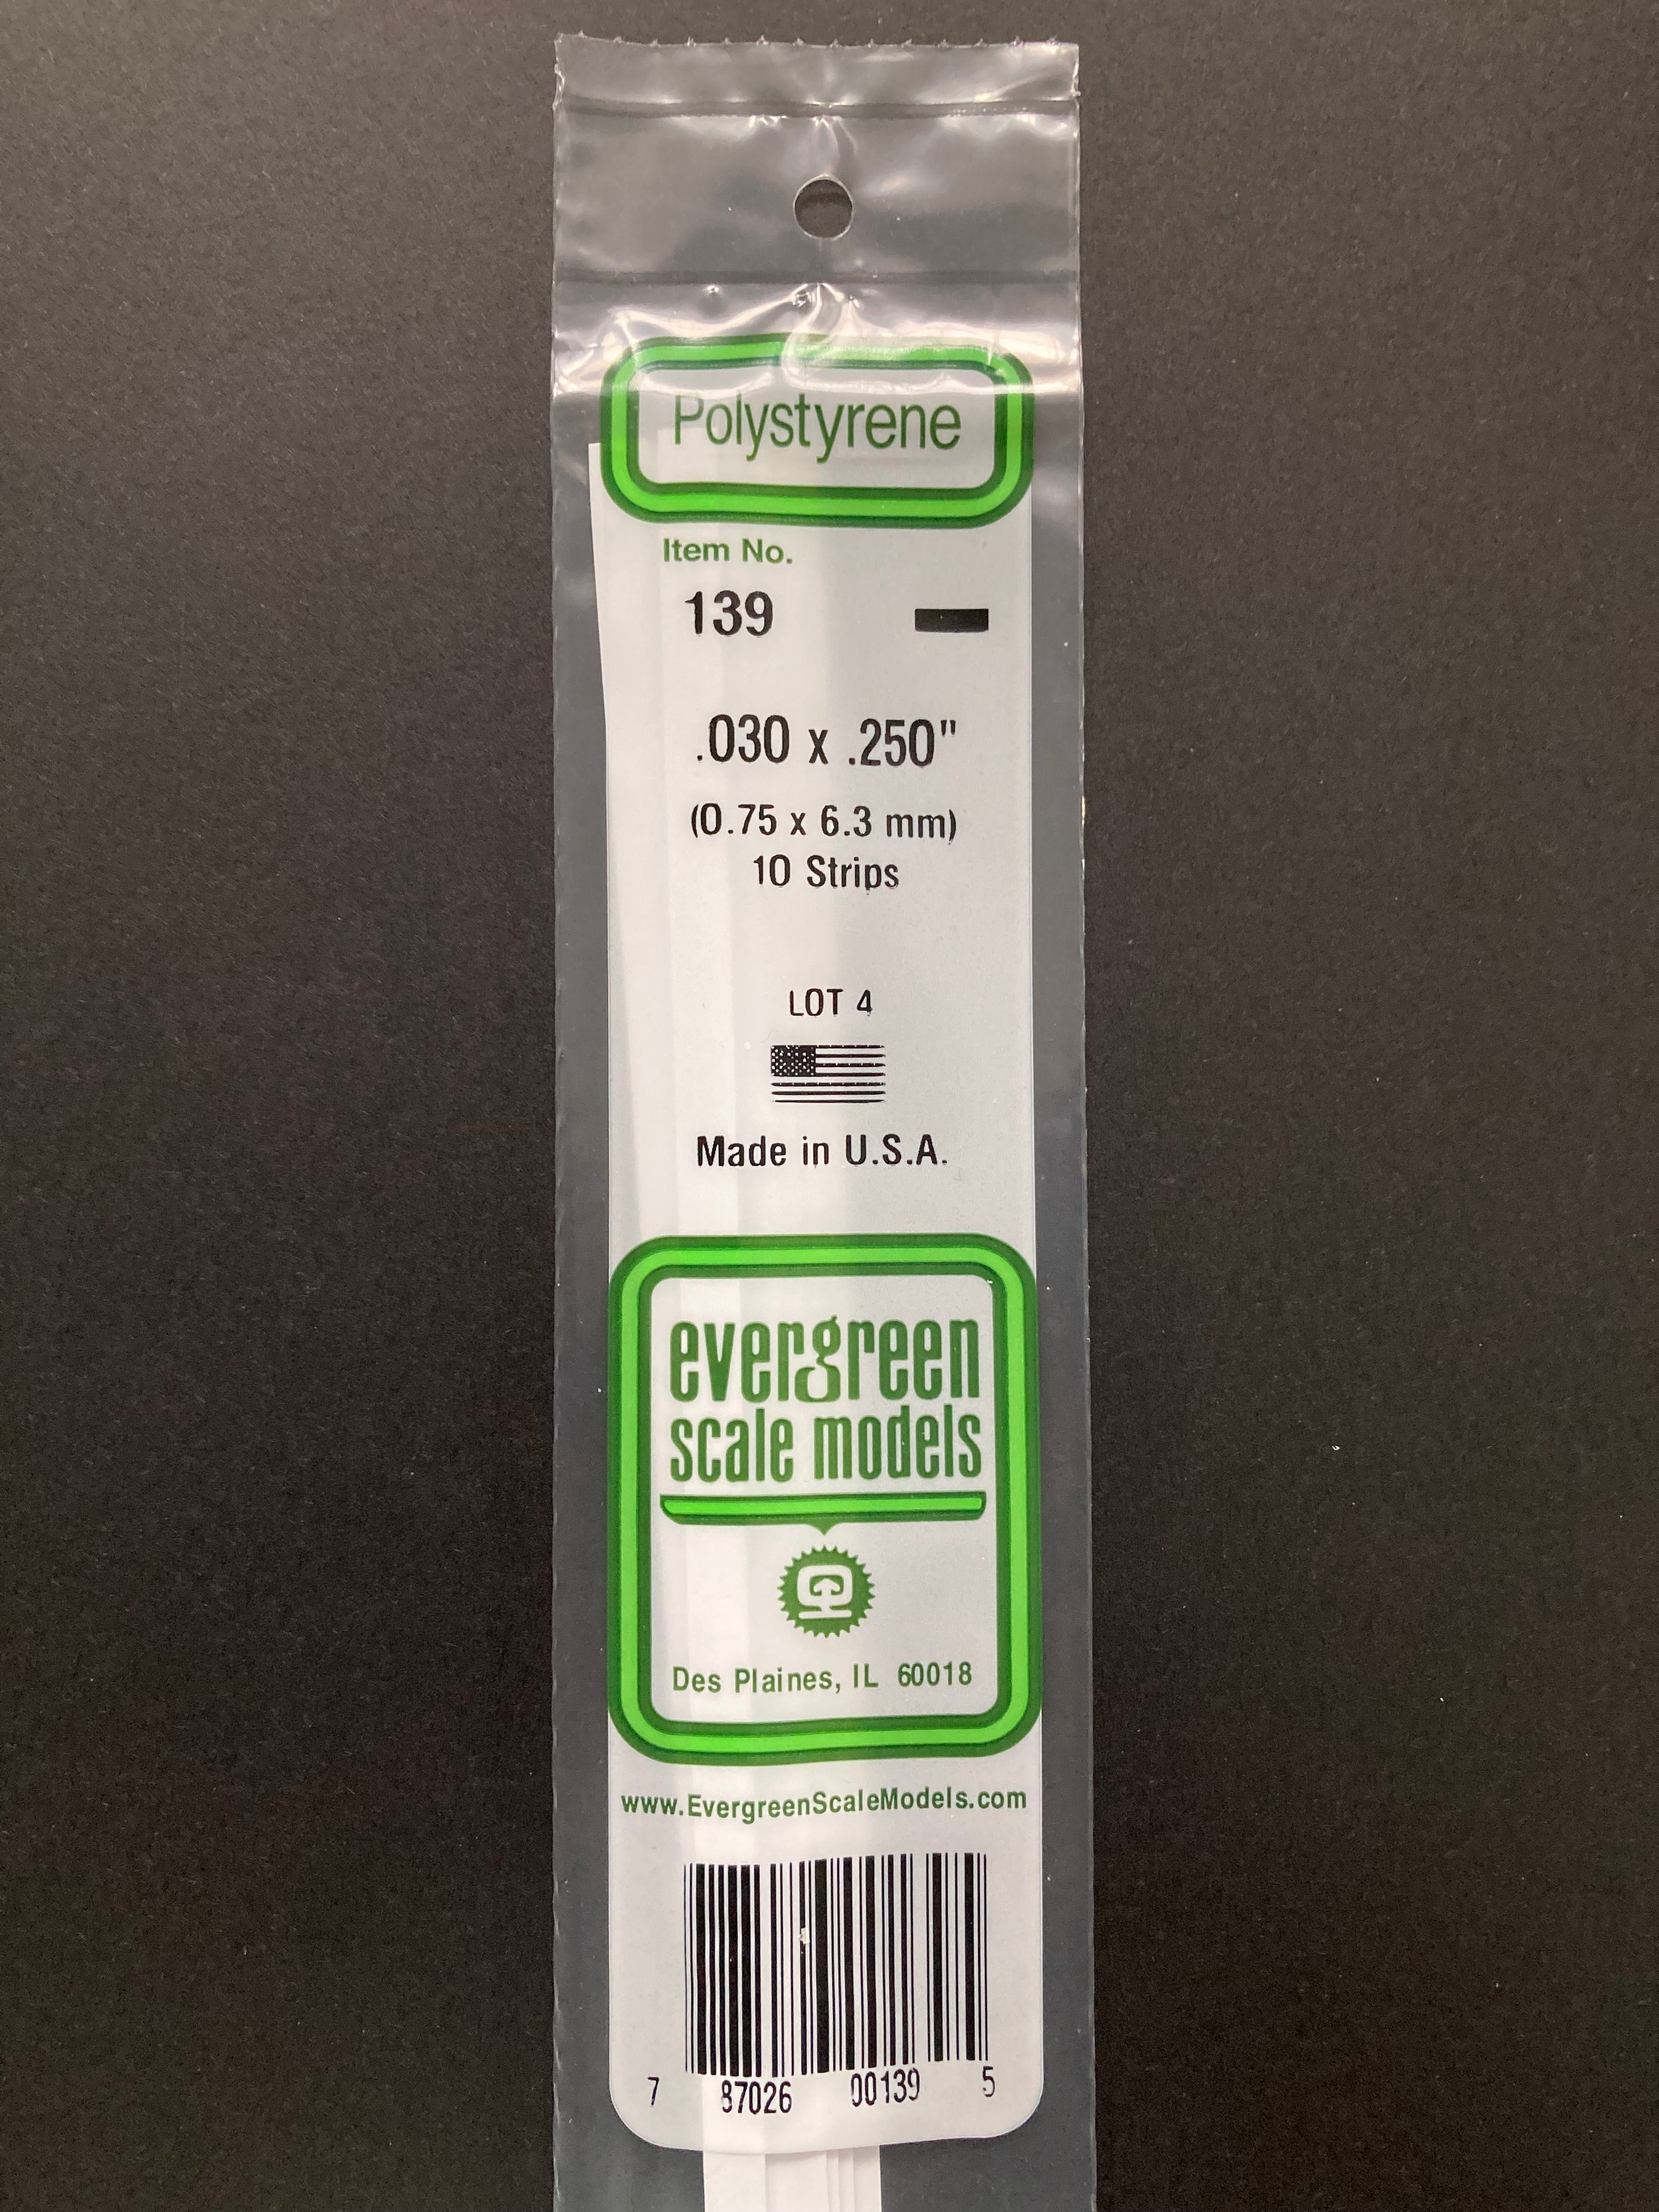 Polystyrene
Item No.
139
.030 x .250"
(0.75 x 6.3 mm)
10 Strips
LOT 4
Made in U.S.A.
evergreen
scale models
Des Plaines, IL 60018
www.EvergreenScaleModels.com
7 87026 00139 5